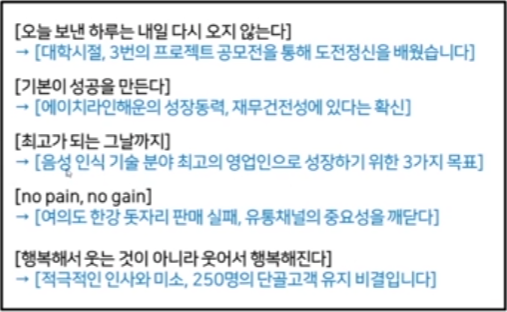 [오늘 보낸 하루는 내일 다시 오지 않는다]
→ [대학시절, 3번의 프로젝트 공모전을 통해 도전정신을 배웠습니다]
[기본이 성공을 만든다]
→ [에이치라인해운의 성장동력, 재무건전성에 있다는 확신]
[최고가 되는 그날까지]
→ [음성 인식 기술 분야 최고의 영업인으로 성장하기 위한 3가지 목표]
[no pain, no gain]
→ [여의도 한강 돗자리 판매 실패, 유통채널의 중요성을 깨닫다]
[행복해서 웃는 것이 아니라 웃어서 행복해진다]
→ [적극적인 인사와 미소, 250명의 단골고객 유지 비결입니다]